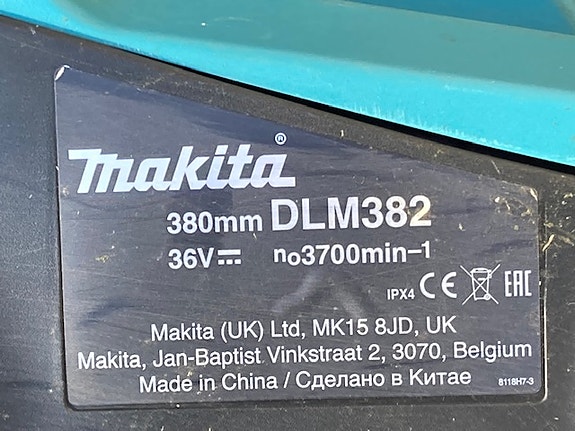 makita®
380mm DLM382
36V⎓ no3700min-1
IPX4 CE EAC
Makita (UK) Ltd, MK15 8JD, UK
Makita, Jan-Baptist Vinkstraat 2, 3070, Belgium
Made in China / Сделано в Китае
8118H7-3